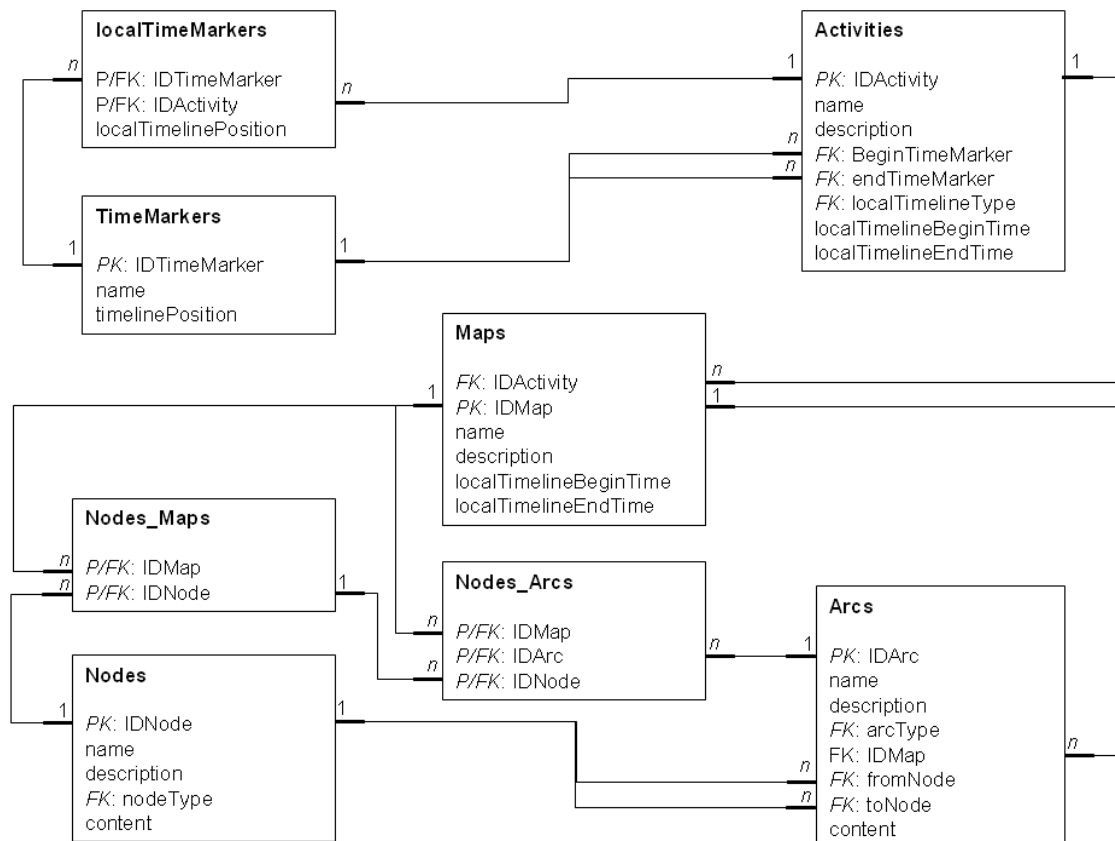 localTimeMarkers
n
P/FK: IDTimeMarker
P/FK: IDActivity
n
localTimelinePosition
Activities
1
1
PK: IDActivity
name
description
n
FK: BeginTimeMarker
n
FK: endTimeMarker
FK: localTimelineType
localTimelineBeginTime
localTimelineEndTime
TimeMarkers
1
1
PK: IDTimeMarker
name
timelinePosition
Maps
1
n
FK: IDActivity
1
PK: IDMap
name
description
localTimelineBeginTime
localTimelineEndTime
Nodes_Maps
n
P/FK: IDMap
n
P/FK: IDNode
1
Nodes_Arcs
n
P/FK: IDMap
P/FK: IDArc
n
n
P/FK: IDNode
Arcs
1
PK: IDArc
name
description
FK: arcType
n
FK: IDMap
n
FK: fromNode
n
FK: toNode
content
Nodes
1
1
PK: IDNode
name
description
FK: nodeType
content